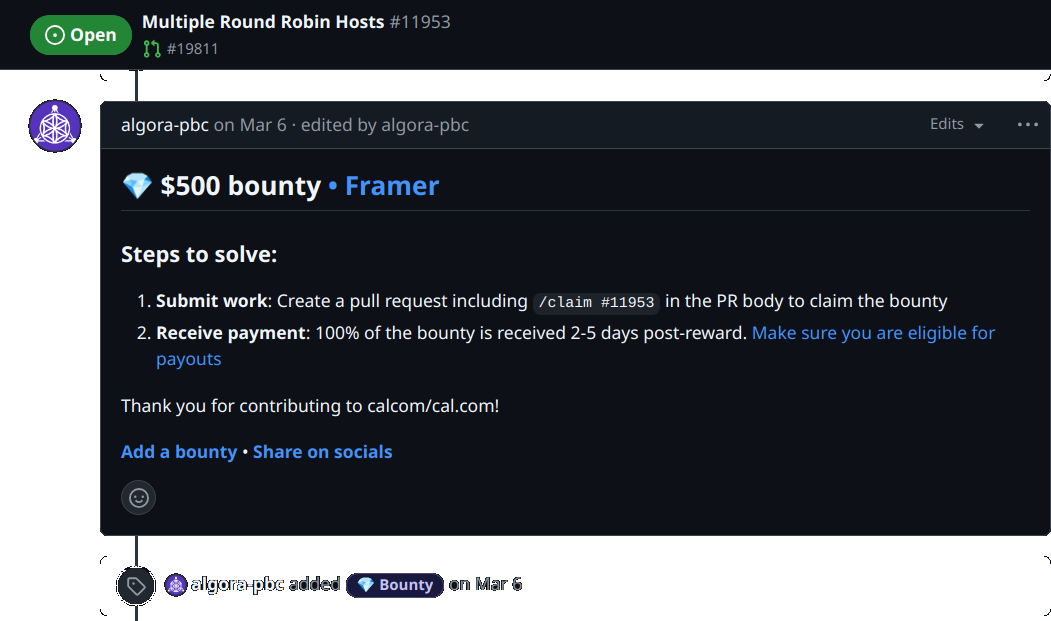 Open
Multiple Round Robin Hosts #11953
#19811
algora-pbc on Mar 6 · edited by algora-pbc
Edits
💎 $500 bounty • Framer
Steps to solve:
1. Submit work: Create a pull request including /claim #11953 in the PR body to claim the bounty
2. Receive payment: 100% of the bounty is received 2-5 days post-reward. Make sure you are eligible for
payouts
Thank you for contributing to calcom/cal.com!
Add a bounty • Share on socials
algora-pbc added 💎 Bounty on Mar 6